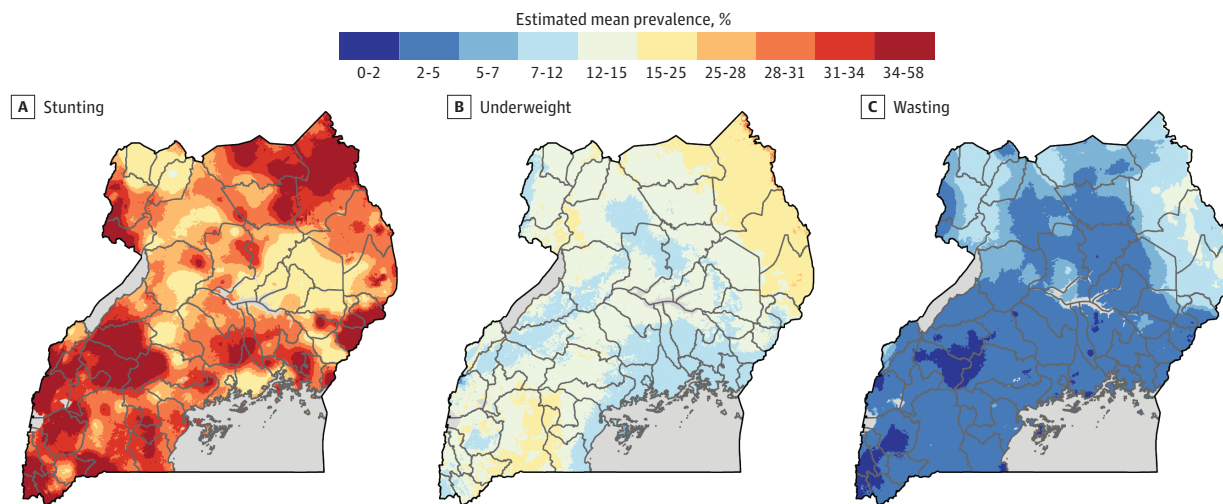 Estimated mean prevalence, %
0-2 2-5 5-7 7-12 12-15 15-25 25-28 28-31 31-34 34-58
A Stunting
B Underweight
C Wasting